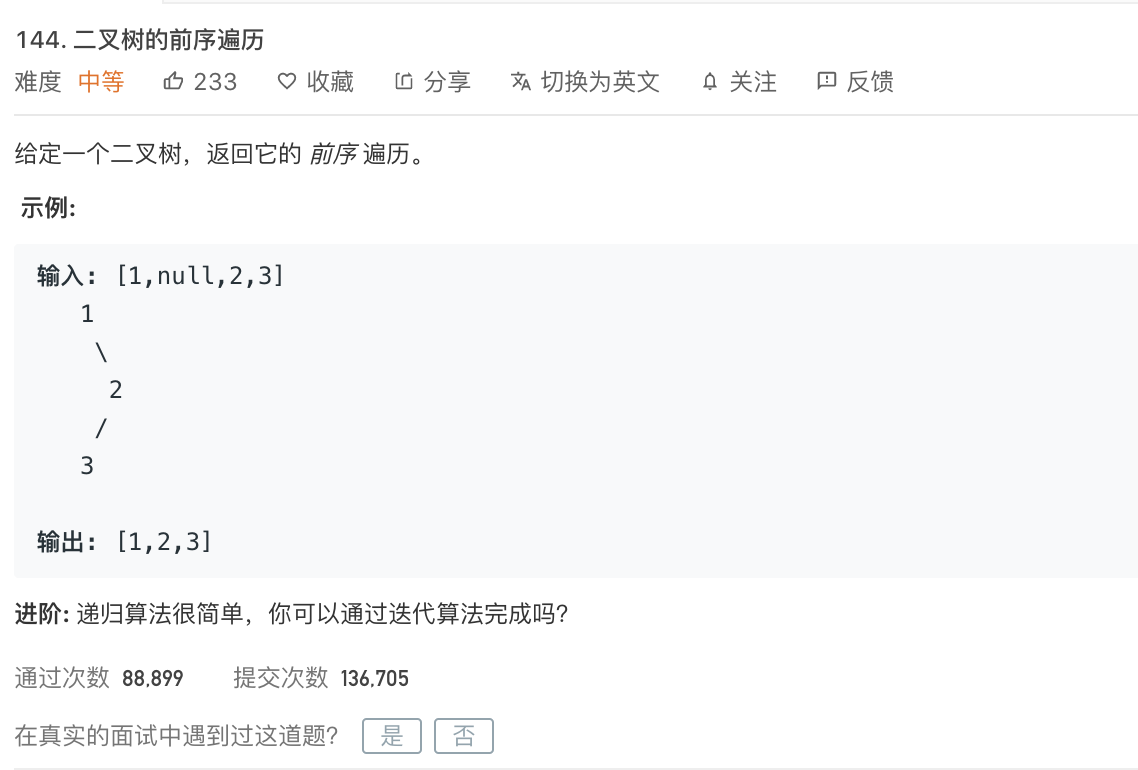 144. 二叉树的前序遍历
难度 中等 233 收藏 分享 切换为英文 关注 反馈
给定一个二叉树，返回它的 前序 遍历。
示例:
输入: [1,null,2,3]
1
\
2
/
3
输出: [1,2,3]
进阶: 递归算法很简单，你可以通过迭代算法完成吗？
通过次数 88,899 提交次数 136,705
在真实的面试中遇到过这道题？ 是 否